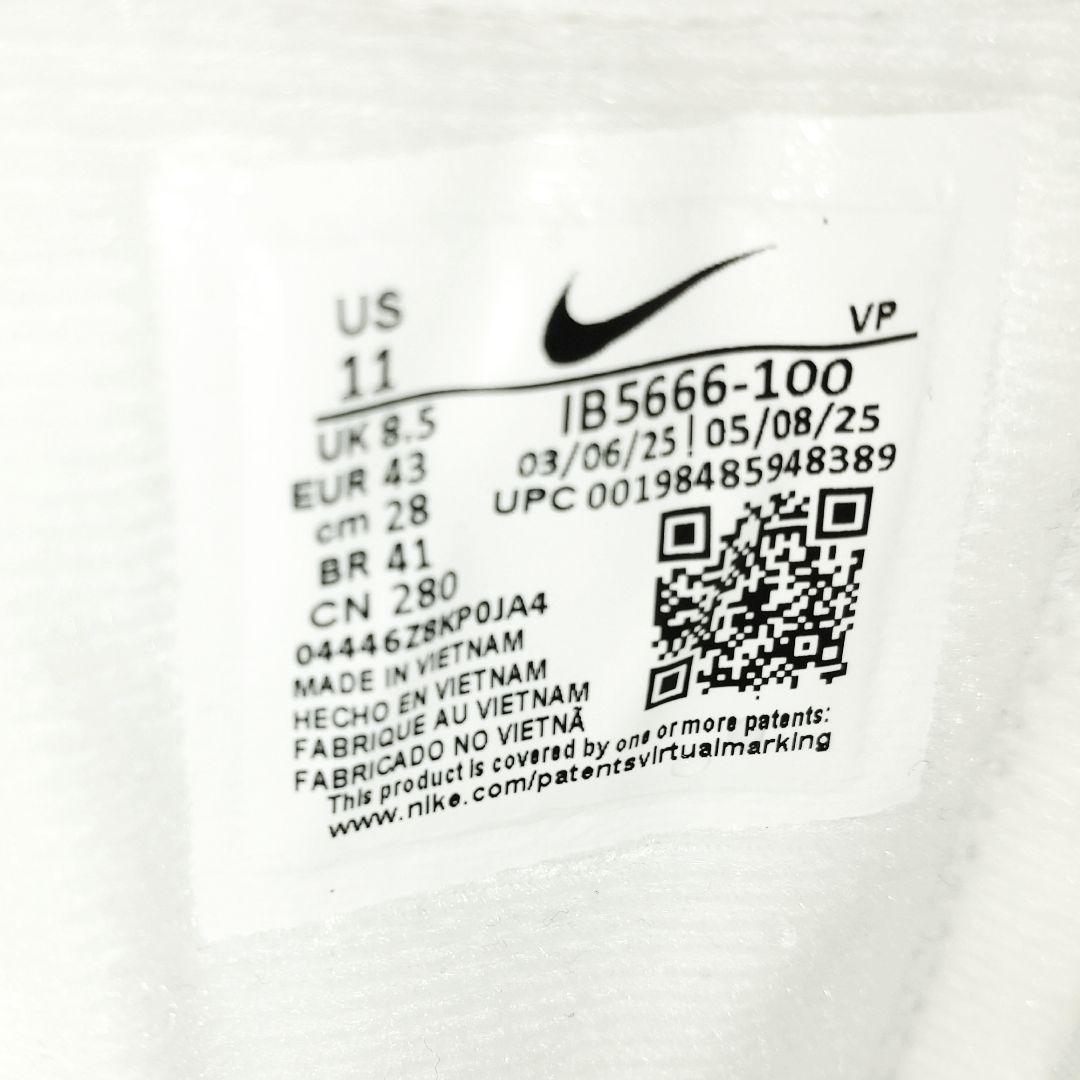 US
11
VP
UK 8.5
EUR 43
cm 28
BR 41
CN 280
IB5666-100
03/06/25 | 05/08/25
UPC 00198485948389
04446Z8KP0JA4
MADE IN VIETNAM
HECHO EN VIETNAM
FABRIQUE AU VIETNAM
FABRICADO NO VIETNÃ
This product is covered by one or more patents:
www.nike.com/patentsvirtualmarking